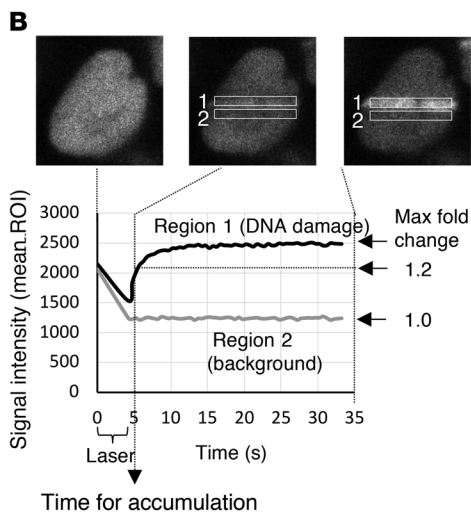 B
1
2
1
2
3000
2500
2000
1500
1000
500
0
Signal intensity (mean.ROI)
Region 1 (DNA damage)
Region 2
(background)
Max fold
change
1.2
1.0
0 5 10 15 20 25 30 35
Laser
Time (s)
Time for accumulation